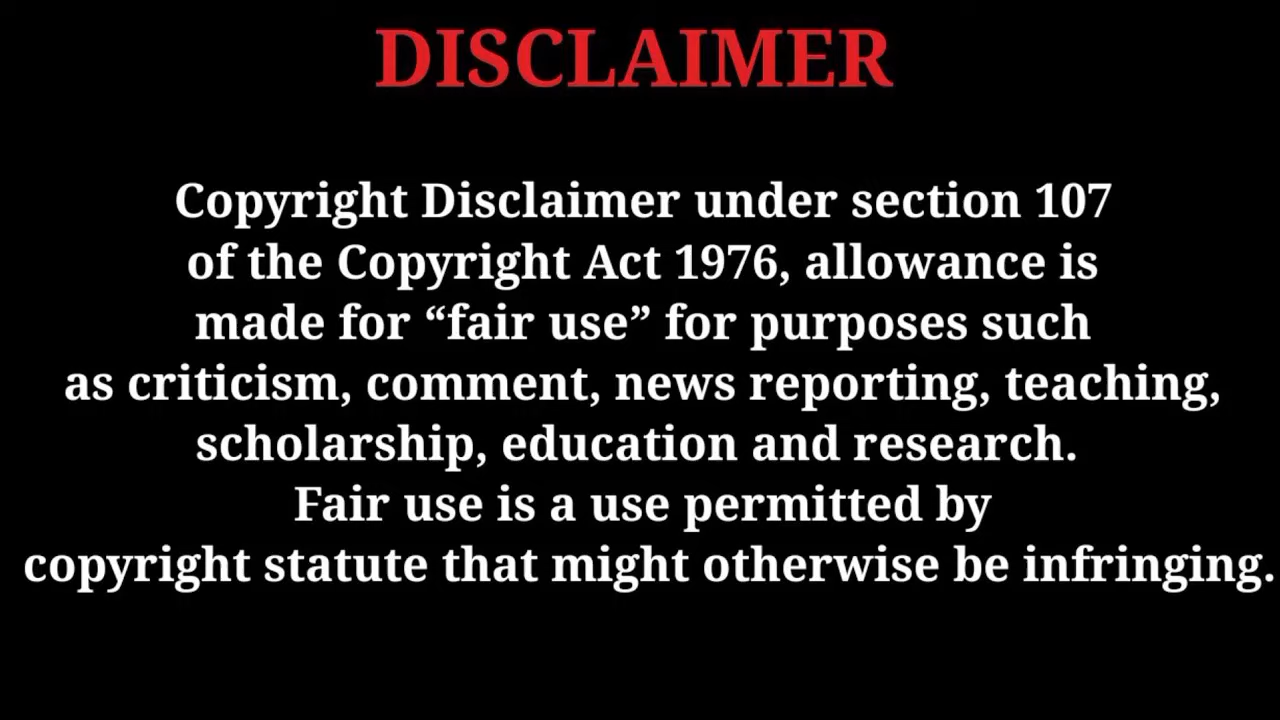 DISCLAIMER
Copyright Disclaimer under section 107
of the Copyright Act 1976, allowance is
made for “fair use” for purposes such
as criticism, comment, news reporting, teaching,
scholarship, education and research.
Fair use is a use permitted by
copyright statute that might otherwise be infringing.